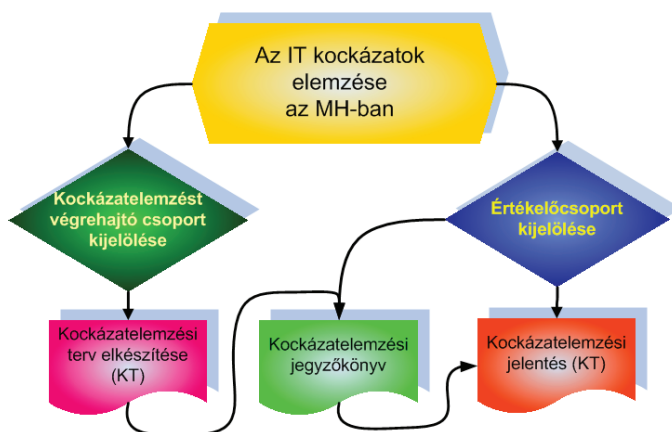 Az IT kockázatok
elemzése
az MH-ban
Kockázatelemzést
végrehajtó csoport
kijelölése
Értékelőcsoport
kijelölése
Kockázatelemzési
terv elkészítése
(KT)
Kockázatelemzési
jegyzőkönyv
Kockázatelemzési
jelentés (KT)